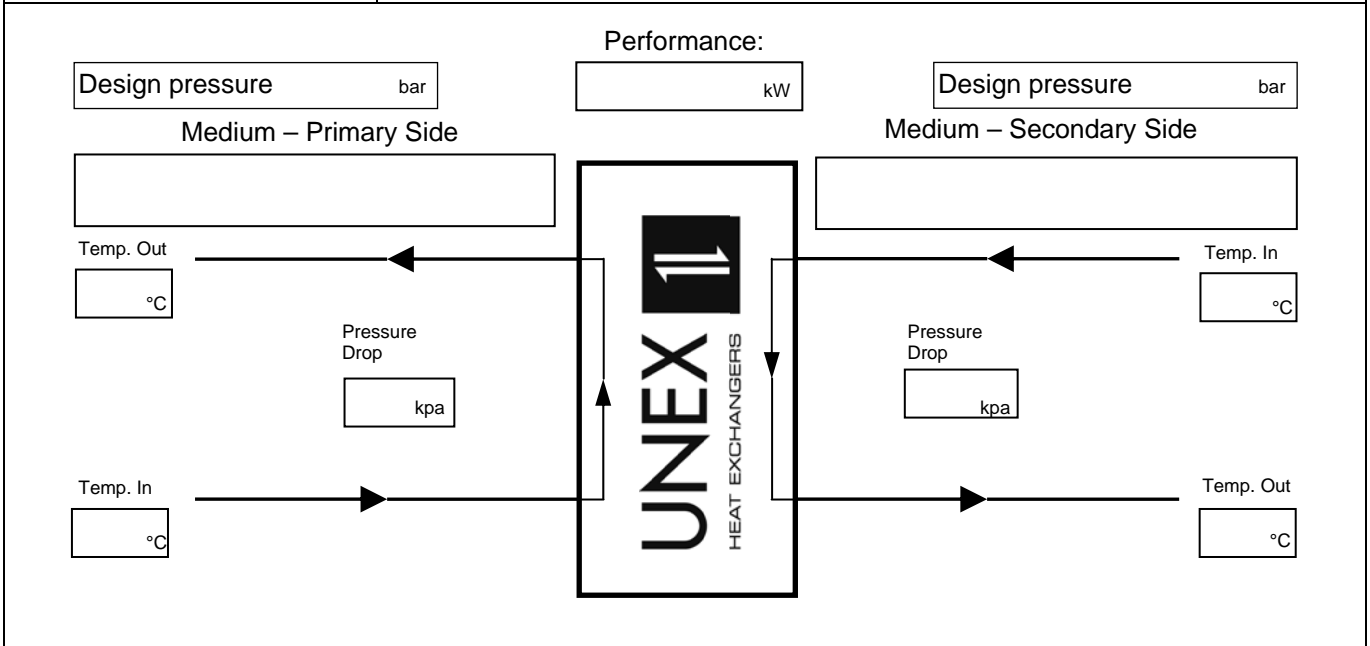 Performance:
Design pressure bar
kW
Design pressure bar
Medium – Primary Side
Medium – Secondary Side
Temp. Out
°C
Temp. In
°C
Pressure
Drop
kpa
Pressure
Drop
kpa
UNEX
HEAT EXCHANGERS
Temp. In
°C
Temp. Out
°C